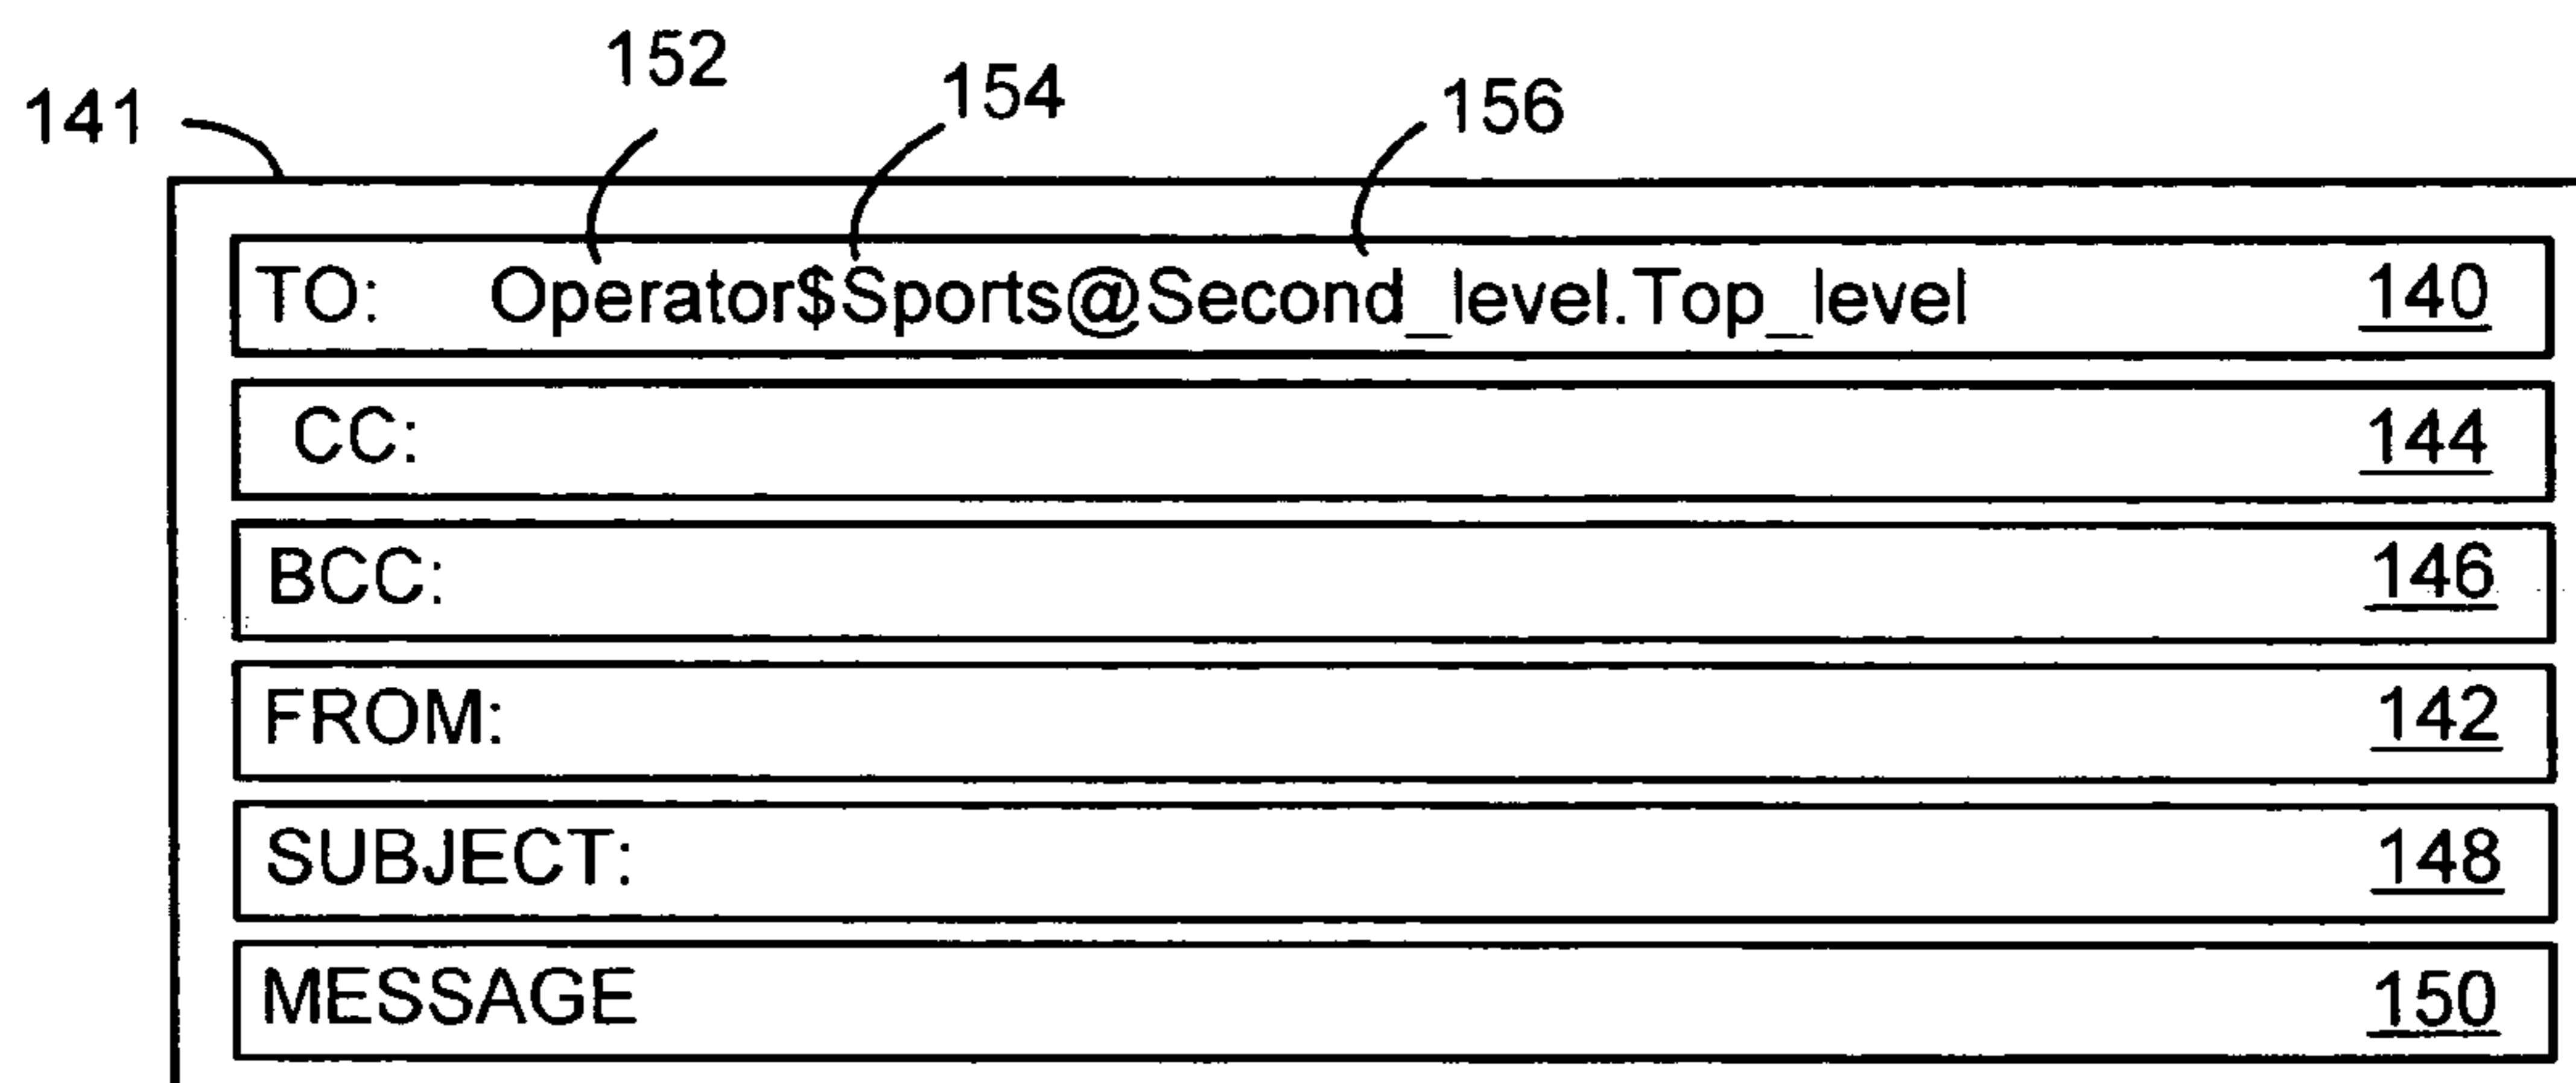 152
154
156
141
TO: Operator$Sports@Second_level.Top_level 140
CC: 144
BCC: 146
FROM: 142
SUBJECT: 148
MESSAGE 150